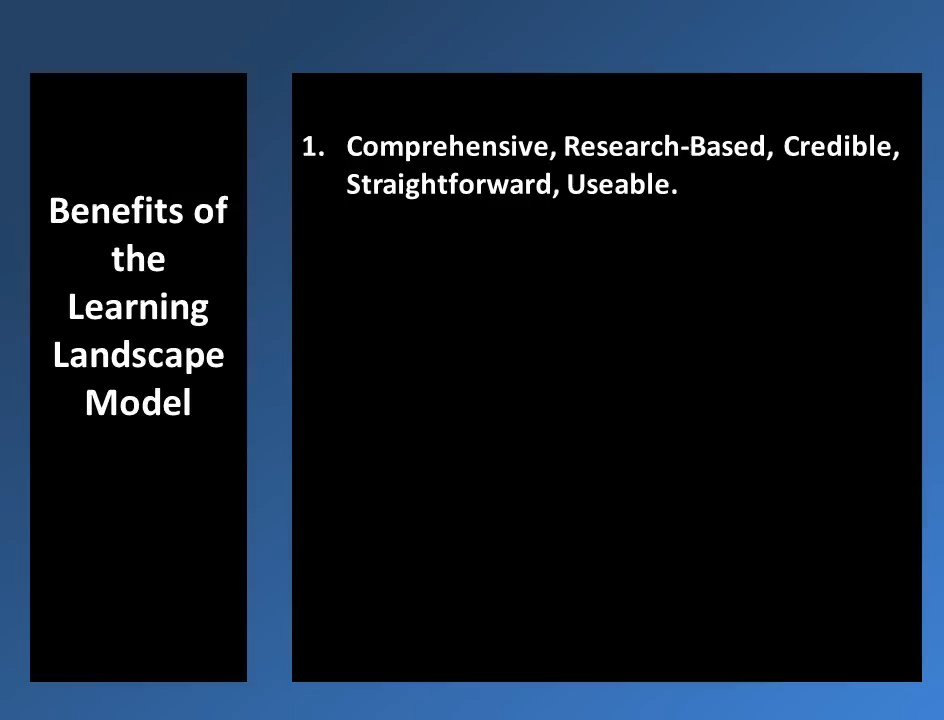 Benefits of
the
Learning
Landscape
Model
1. Comprehensive, Research-Based, Credible,
Straightforward, Useable.